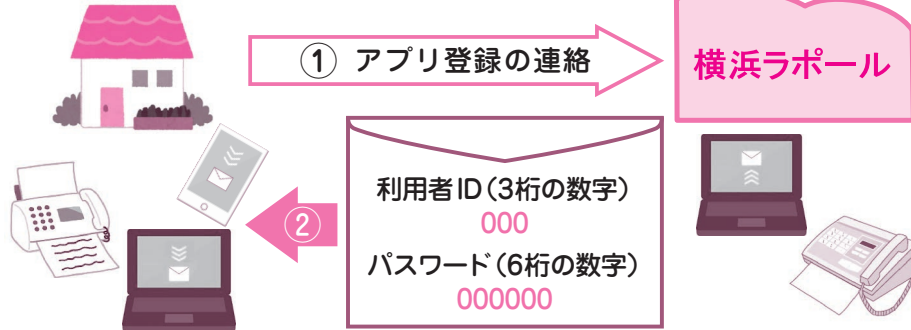 ① アプリ登録の連絡
横浜ラポール
利用者ID（3桁の数字）
000
パスワード（6桁の数字）
000000
②